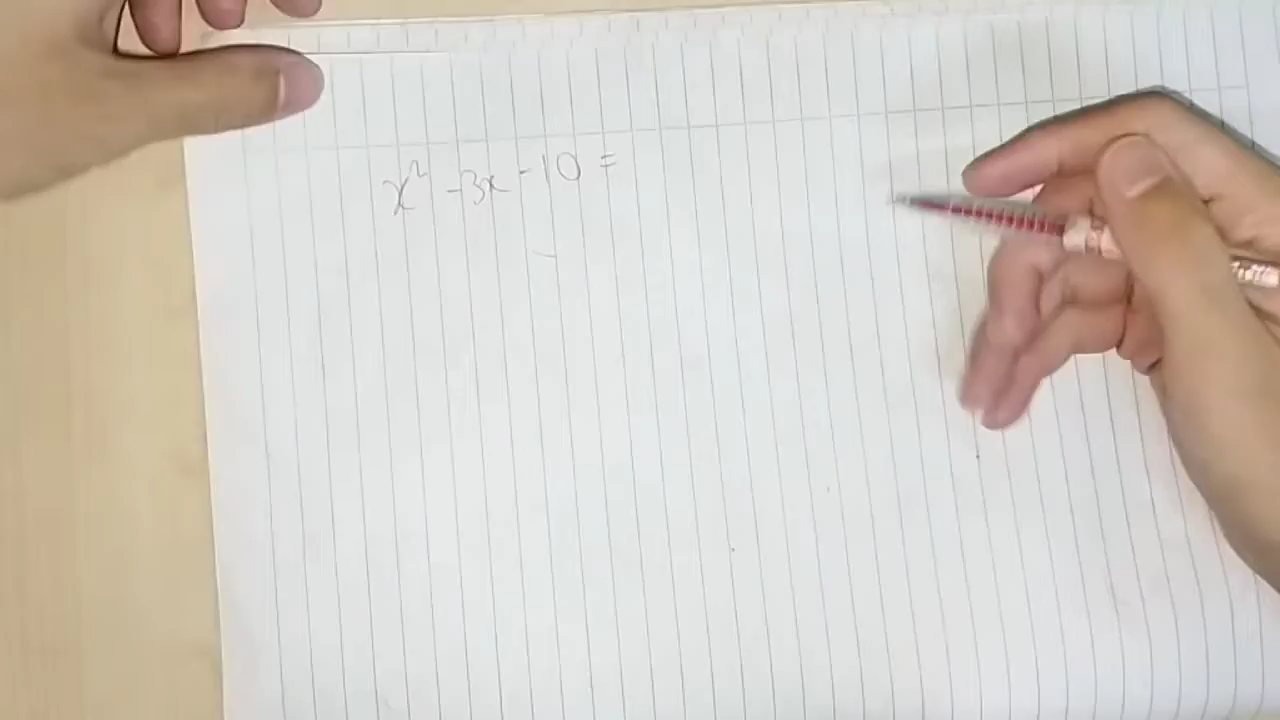 x² -3x -10 =